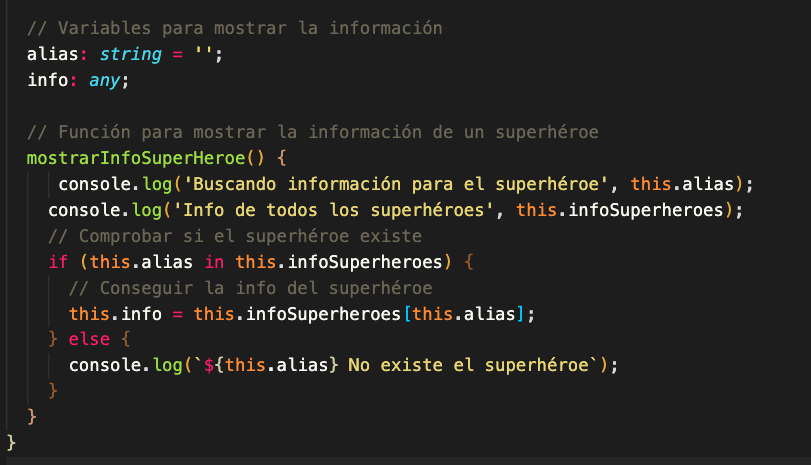 // Variables para mostrar la información
alias: string = '';
info: any;
// Función para mostrar la información de un superhéroe
mostrarInfoSuperHeroe() {
console.log('Buscando información para el superhéroe', this.alias);
console.log('Info de todos los superhéroes', this.infoSuperheroes);
// Comprobar si el superhéroe existe
if (this.alias in this.infoSuperheroes) {
// Conseguir la info del superhéroe
this.info = this.infoSuperheroes[this.alias];
} else {
console.log(`${this.alias} No existe el superhéroe`);
}
}
}